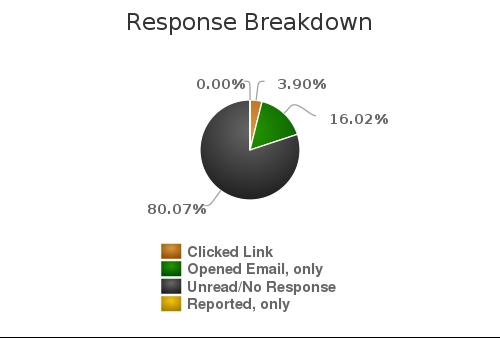 Response Breakdown
0.00%
3.90%
16.02%
80.07%
Clicked Link
Opened Email, only
Unread/No Response
Reported, only